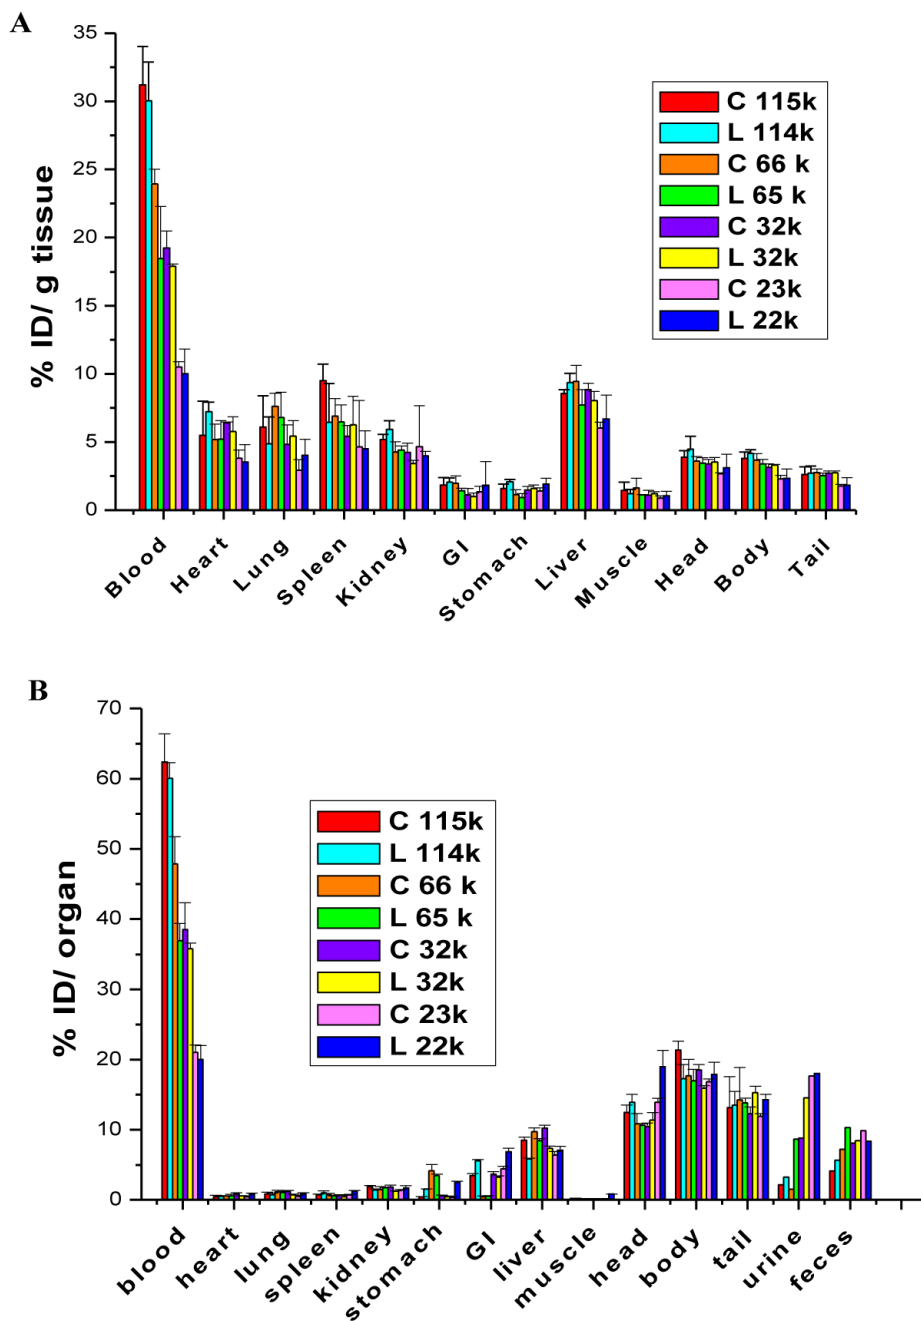 A
35
30
25
20
15
10
5
0
% ID/ g tissue
C 115k
L 114k
C 66 k
L 65 k
C 32k
L 32k
C 23k
L 22k
Blood
Heart
Lung
Spleen
Kidney
GI
Stomach
Liver
Muscle
Head
Body
Tail
B
70
60
50
40
30
20
10
0
% ID/ organ
C 115k
L 114k
C 66 k
L 65 k
C 32k
L 32k
C 23k
L 22k
blood
heart
lung
spleen
kidney
stomach
GI
liver
muscle
head
body
tail
urine
feces